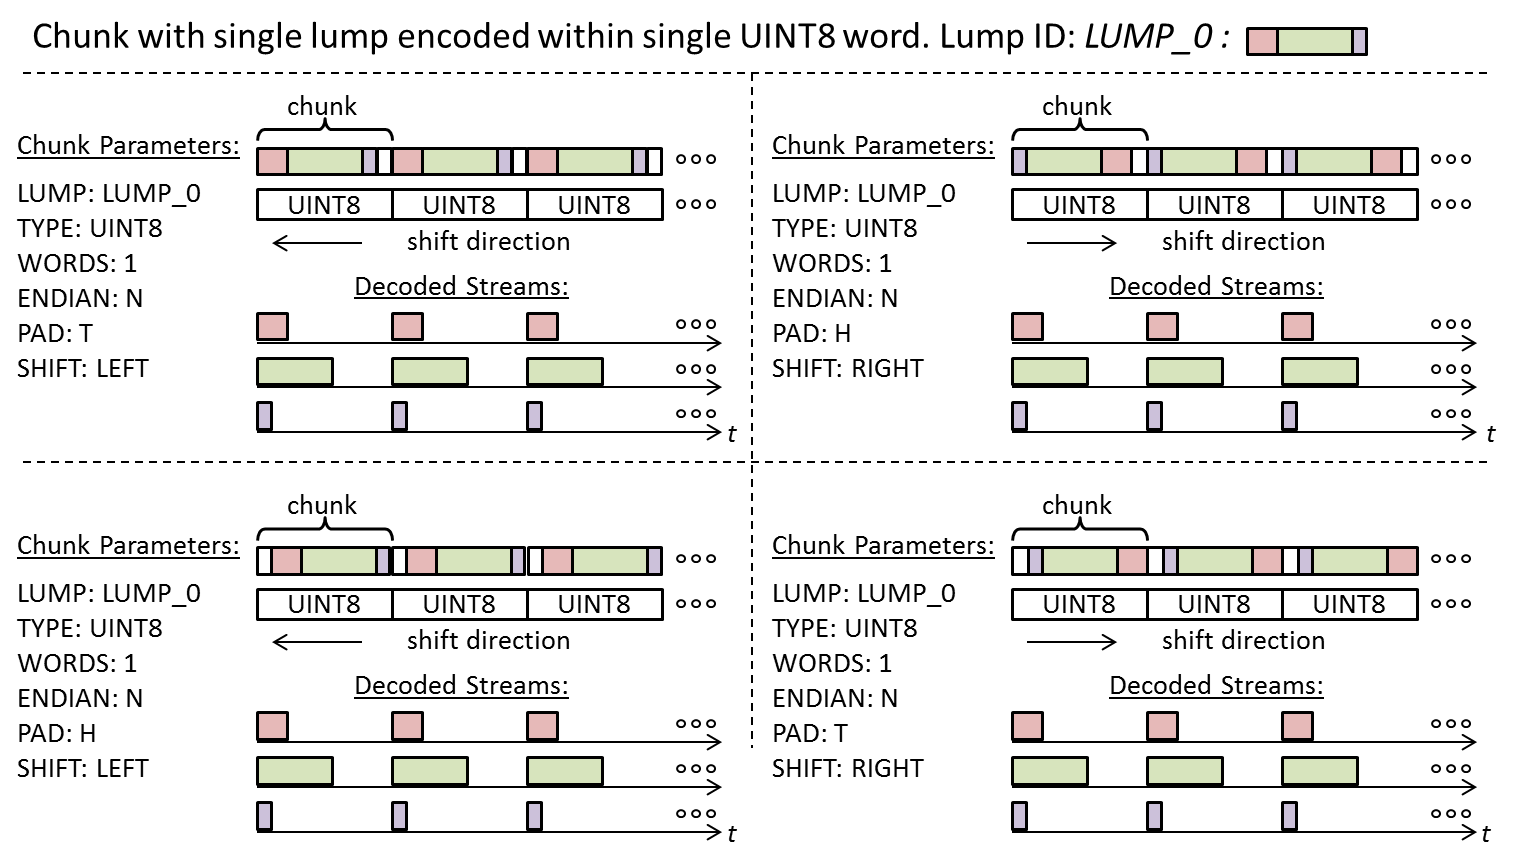 Chunk with single lump encoded within single UINT8 word. Lump ID: LUMP_0 :
chunk
Chunk Parameters:
LUMP: LUMP_0
UINT8 UINT8 UINT8
TYPE: UINT8
shift direction
WORDS: 1
Decoded Streams:
ENDIAN: N
PAD: T
SHIFT: LEFT
t
chunk
Chunk Parameters:
LUMP: LUMP_0
UINT8 UINT8 UINT8
TYPE: UINT8
shift direction
WORDS: 1
Decoded Streams:
ENDIAN: N
PAD: H
SHIFT: RIGHT
t
chunk
Chunk Parameters:
LUMP: LUMP_0
UINT8 UINT8 UINT8
TYPE: UINT8
shift direction
WORDS: 1
Decoded Streams:
ENDIAN: N
PAD: H
SHIFT: LEFT
t
chunk
Chunk Parameters:
LUMP: LUMP_0
UINT8 UINT8 UINT8
TYPE: UINT8
shift direction
WORDS: 1
Decoded Streams:
ENDIAN: N
PAD: T
SHIFT: RIGHT
t